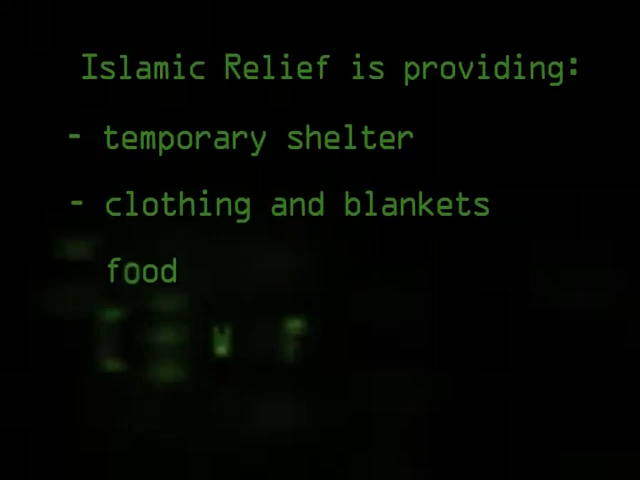 Islamic Relief is providing:
- temporary shelter
- clothing and blankets
food